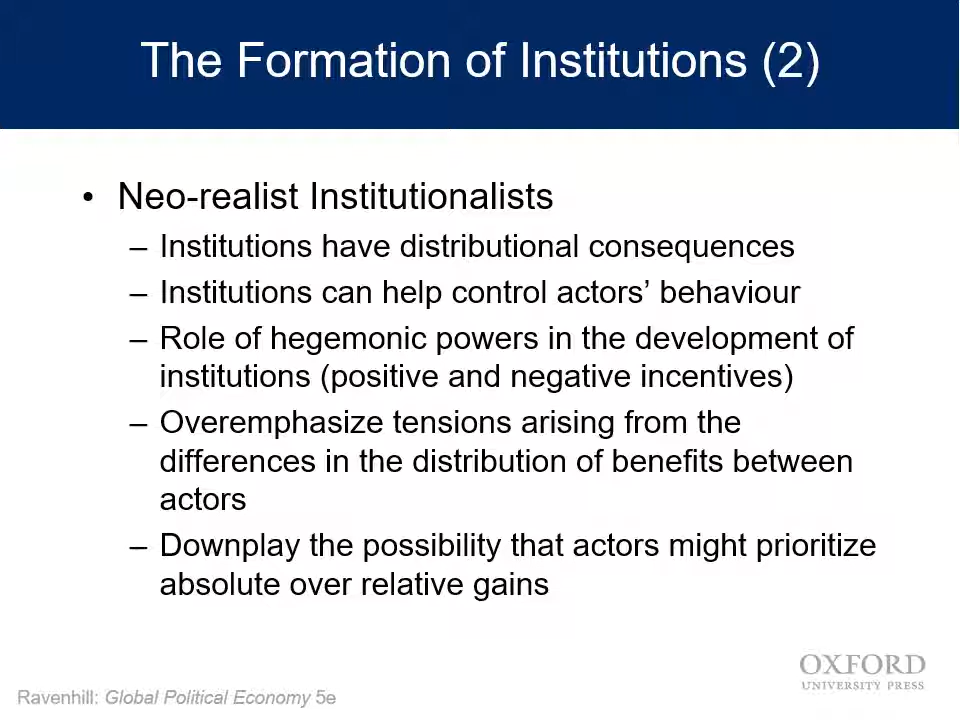 The Formation of Institutions (2)
• Neo-realist Institutionalists
– Institutions have distributional consequences
– Institutions can help control actors’ behaviour
– Role of hegemonic powers in the development of
institutions (positive and negative incentives)
– Overemphasize tensions arising from the
differences in the distribution of benefits between
actors
– Downplay the possibility that actors might prioritize
absolute over relative gains
OXFORD
UNIVERSITY PRESS
Ravenhill: Global Political Economy 5e